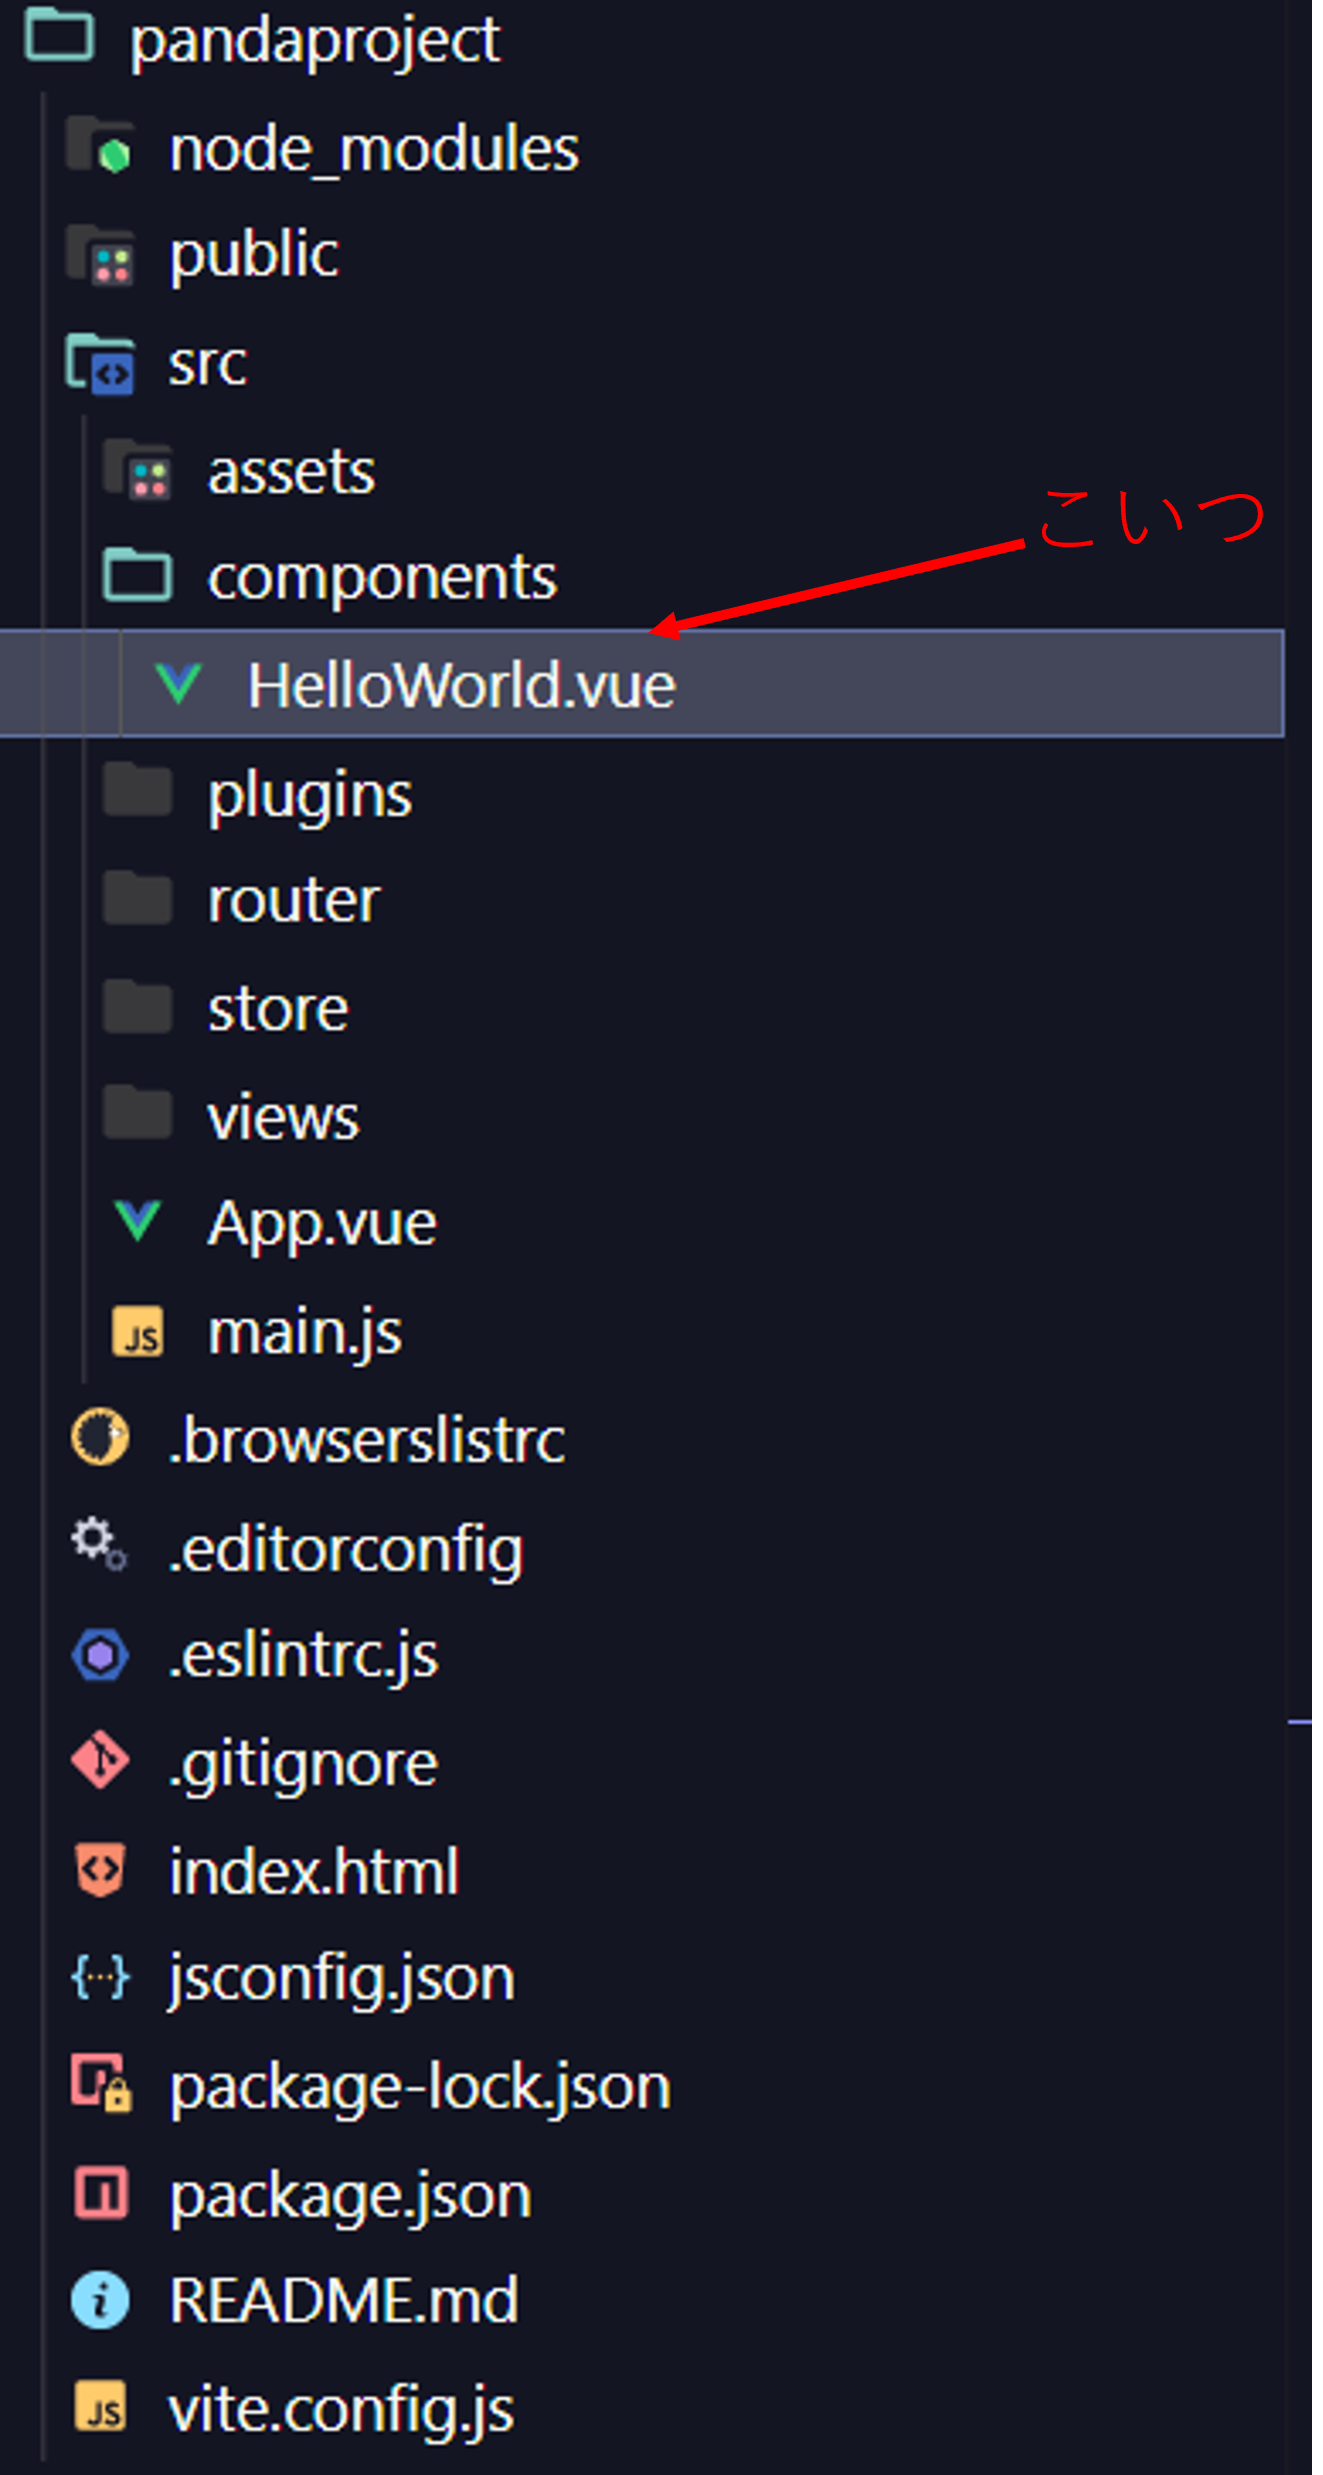 pandaproject
node_modules
public
src
assets
こいつ
components
HelloWorld.vue
plugins
router
store
views
App.vue
JS main.js
.browserslistrc
.editorconfig
.eslintrc.js
.gitignore
index.html
jsconfig.json
package-lock.json
package.json
README.md
JS vite.config.js